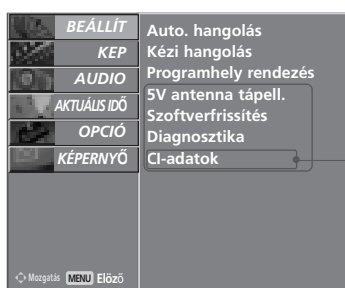 BEÁLLÍT
KEP
AUDIO
AKTUÁLIS IDŐ
OPCIÓ
KÉPERNYŐ
Auto. hangolás
Kézi hangolás
Programhely rendezés
5V antenna tápell.
Szoftverfrissítés
Diagnosztika
CI-adatok
Mozgatás MENU Előző